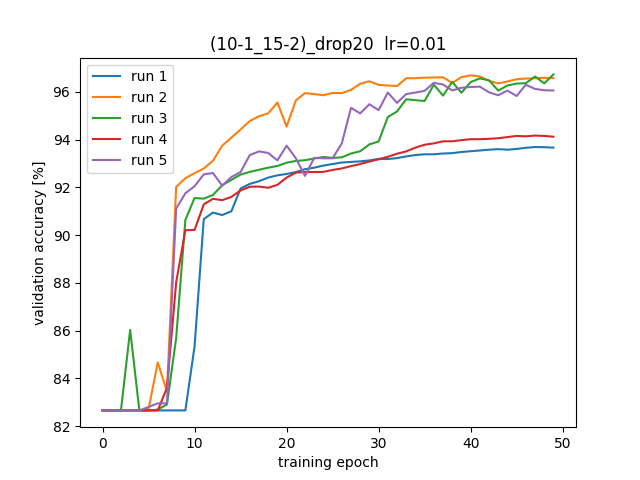 (10-1_15-2)_drop20  lr=0.01
run 1
run 2
run 3
run 4
run 5
validation accuracy [%]
96
94
92
90
88
86
84
82
0 10 20 30 40 50
training epoch